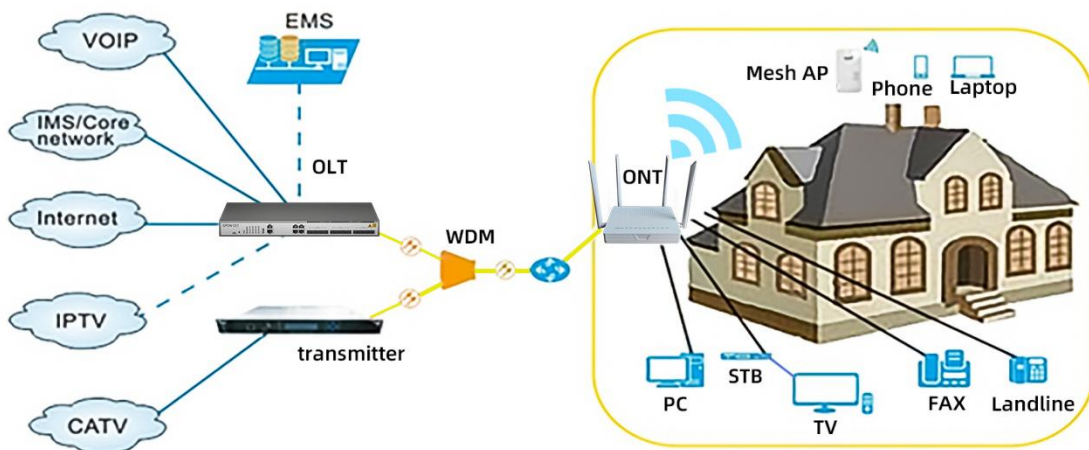 VOIP
EMS
IMS/Core
network
OLT
Internet
IPTV
transmitter
CATV
WDM
ONT
Mesh AP
Phone
Laptop
PC
STB
TV
FAX
Landline